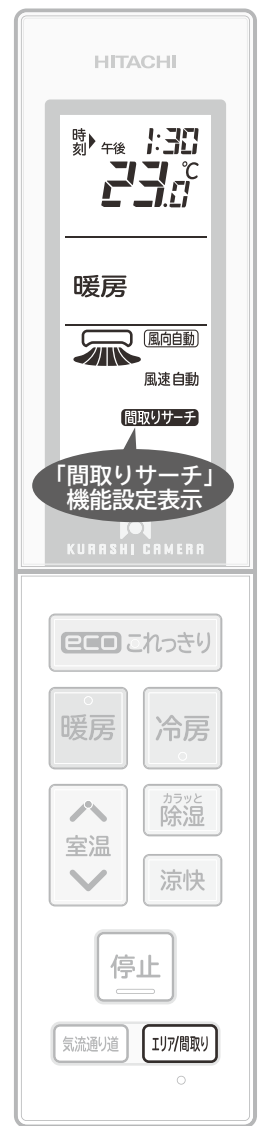 HITACHI
時刻 午後 1:30
23.0℃
暖房
風向自動
風速自動
間取りサーチ
「間取りサーチ」
機能設定表示
KURASHI CAMERA
eco これっきり
暖房 冷房
カラッと
除湿
室温
涼快
停止
気流通り道 エリア/間取り